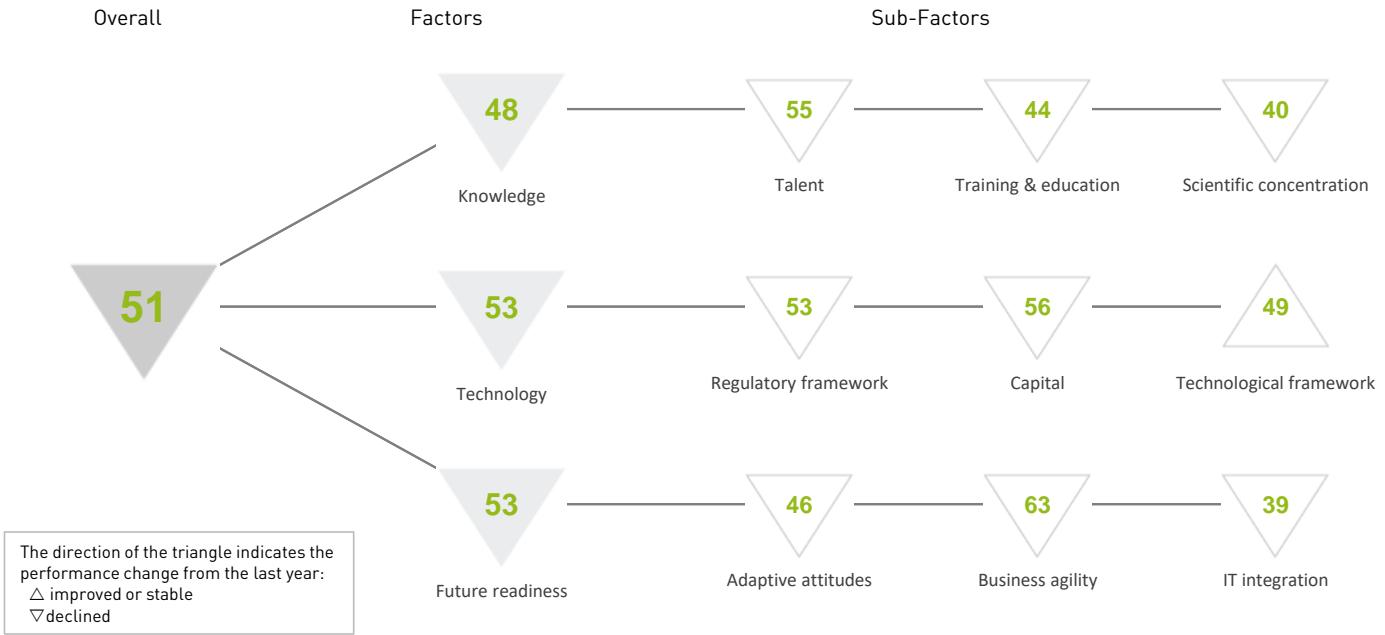 Overall Factors Sub-Factors
48 55 44 40
Knowledge Talent Training & education Scientific concentration
51 53 53 56 49
Technology Regulatory framework Capital Technological framework
53 46 63 39
Future readiness Adaptive attitudes Business agility IT integration
The direction of the triangle indicates the
performance change from the last year:
△ improved or stable
▽declined